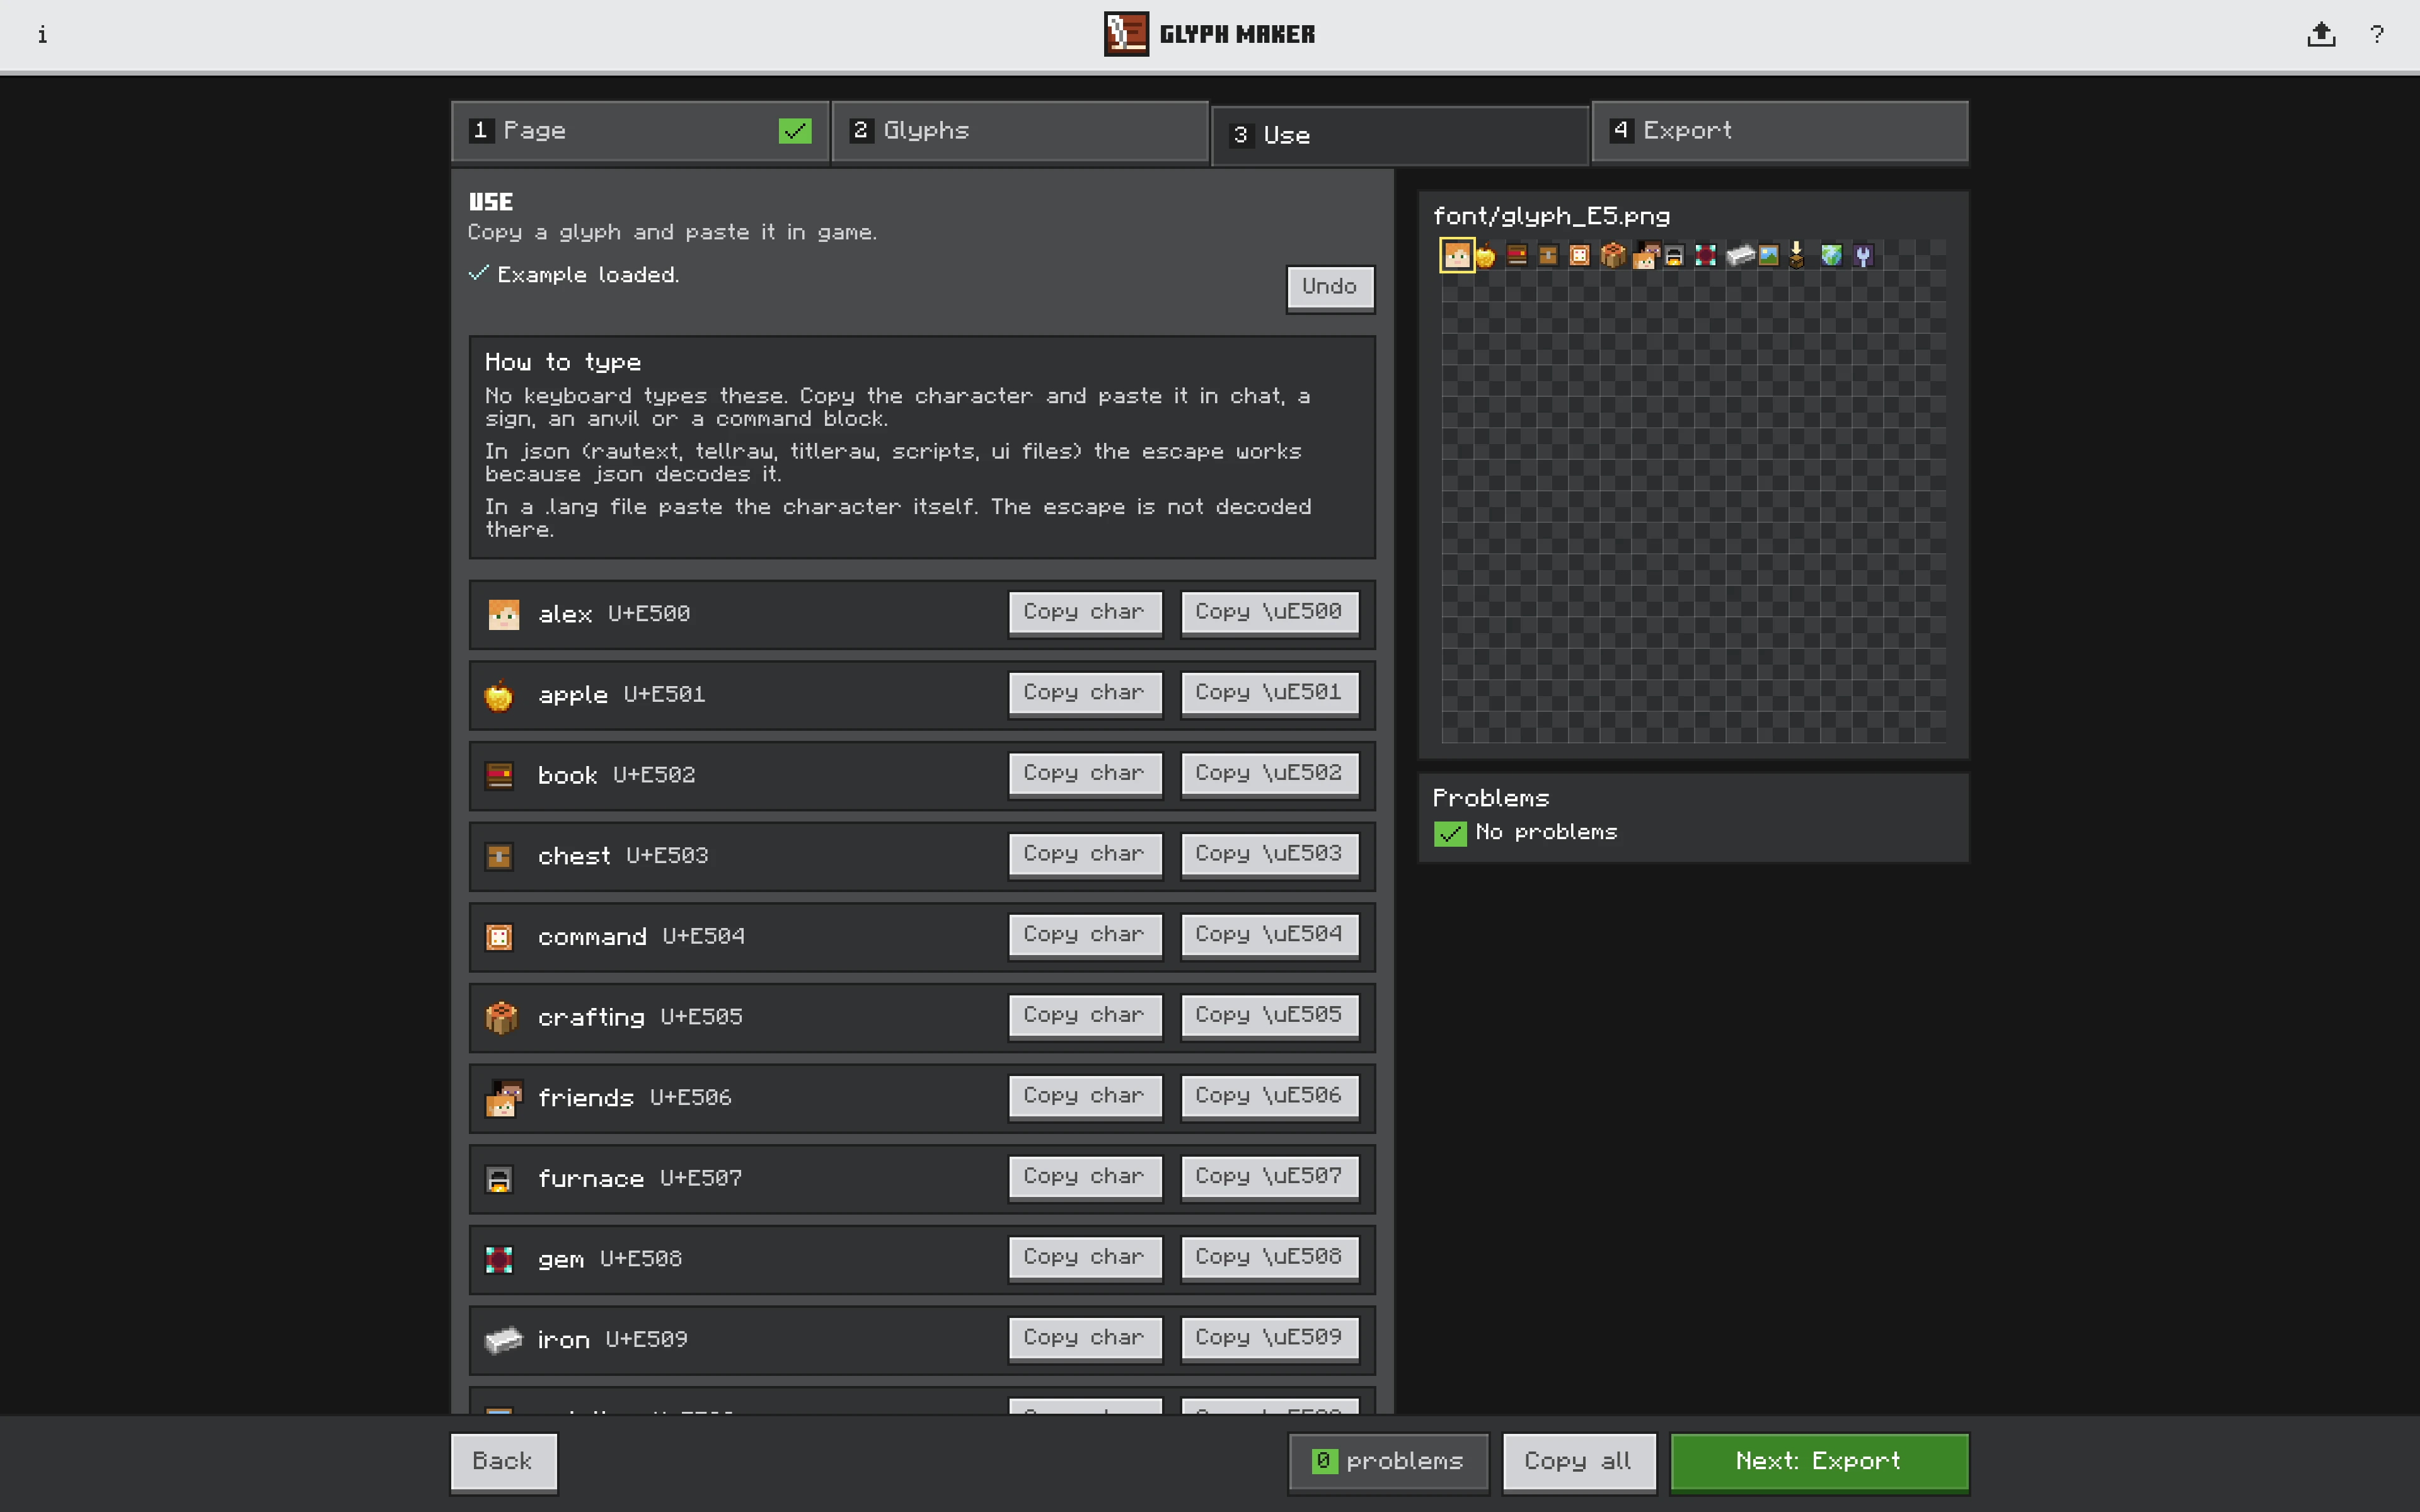 i
GLYPH MAKER
?
1 Page
2 Glyphs
3 Use
4 Export
USE
Copy a glyph and paste it in game.
Example loaded.
Undo
How to type
No keyboard types these. Copy the character and paste it in chat, a
sign, an anvil or a command block.
In json (rawtext, tellraw, titleraw, scripts, ui files) the escape works
because json decodes it.
In a .lang file paste the character itself. The escape is not decoded
there.
alex U+E500 Copy char Copy \uE500
apple U+E501 Copy char Copy \uE501
book U+E502 Copy char Copy \uE502
chest U+E503 Copy char Copy \uE503
command U+E504 Copy char Copy \uE504
crafting U+E505 Copy char Copy \uE505
friends U+E506 Copy char Copy \uE506
furnace U+E507 Copy char Copy \uE507
gem U+E508 Copy char Copy \uE508
iron U+E509 Copy char Copy \uE509
font/glyph_E5.png
Problems
No problems
Back
0 problems
Copy all
Next: Export